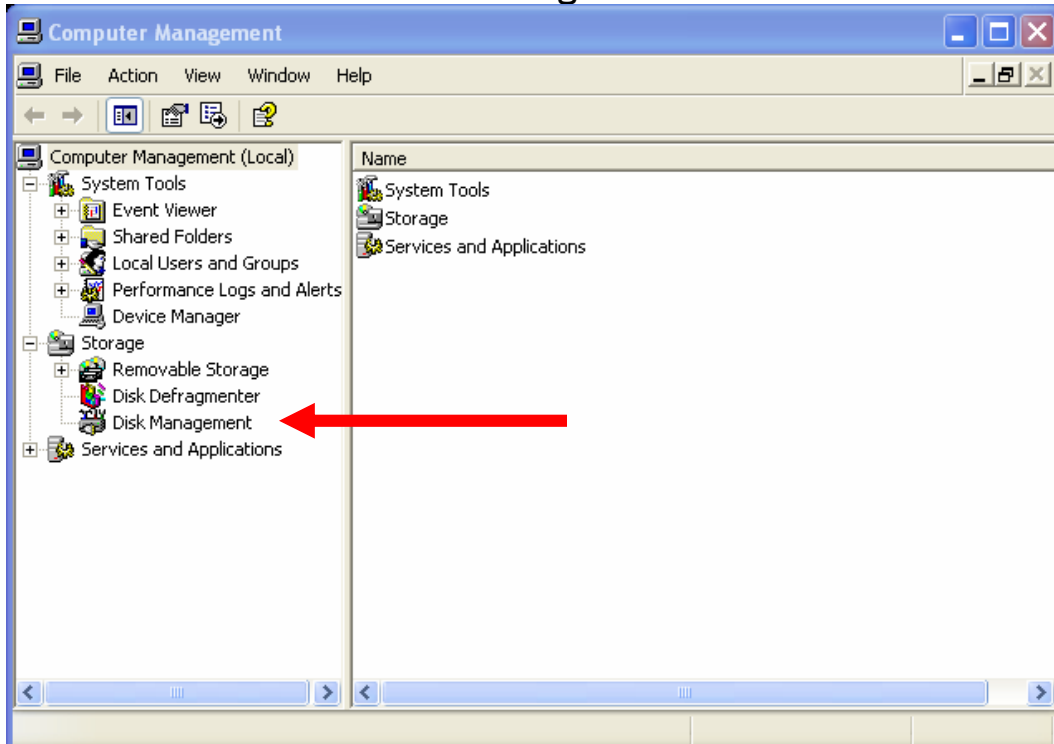 Computer Management
File Action View Window Help
Computer Management (Local)
System Tools
Event Viewer
Shared Folders
Local Users and Groups
Performance Logs and Alerts
Device Manager
Storage
Removable Storage
Disk Defragmenter
Disk Management
Services and Applications
Name
System Tools
Storage
Services and Applications